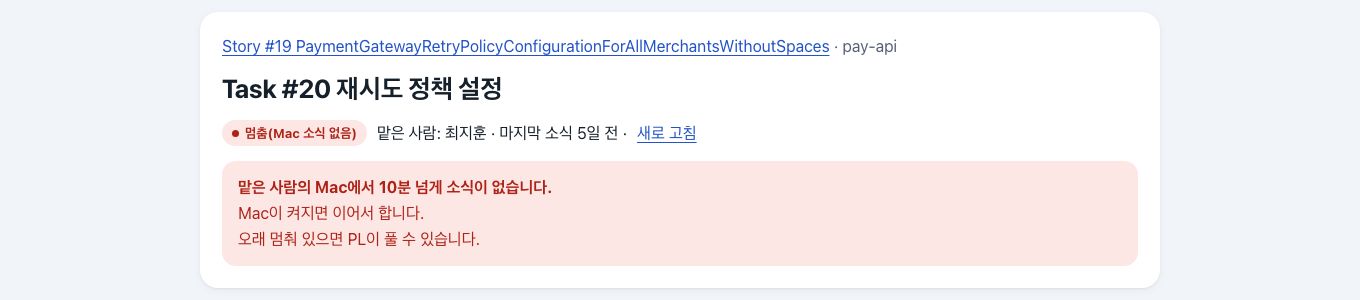 Story #19 PaymentGatewayRetryPolicyConfigurationForAllMerchantsWithoutSpaces · pay-api
Task #20 재시도 정책 설정
멈춤(Mac 소식 없음) 맡은 사람: 최지훈 · 마지막 소식 5일 전 · 새로 고침
맡은 사람의 Mac에서 10분 넘게 소식이 없습니다.
Mac이 켜지면 이어서 합니다.
오래 멈춰 있으면 PL이 풀 수 있습니다.